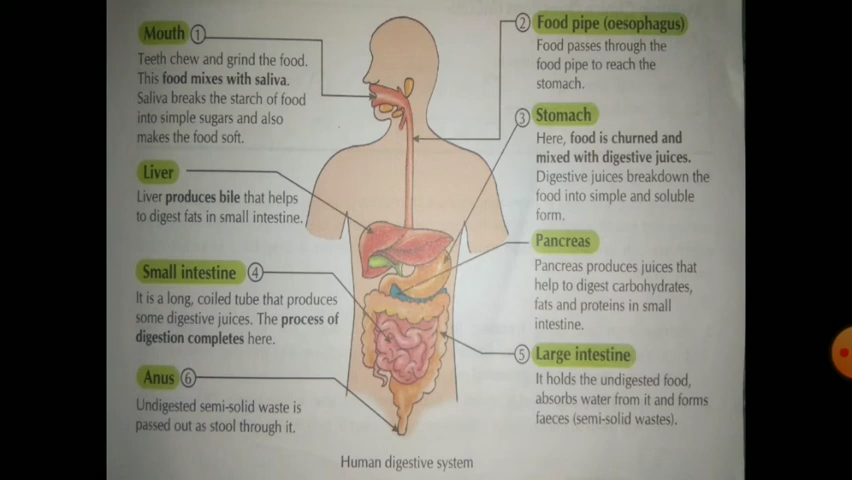 Mouth 1
Teeth chew and grind the food.
This food mixes with saliva.
Saliva breaks the starch of food
into simple sugars and also
makes the food soft.
2 Food pipe (oesophagus)
Food passes through the
food pipe to reach the
stomach.
3 Stomach
Here, food is churned and
mixed with digestive juices.
Digestive juices breakdown the
food into simple and soluble
form.
Liver
Liver produces bile that helps
to digest fats in small intestine.
Pancreas
Pancreas produces juices that
help to digest carbohydrates,
fats and proteins in small
intestine.
Small intestine 4
It is a long, coiled tube that produces
some digestive juices. The process of
digestion completes here.
5 Large intestine
It holds the undigested food,
absorbs water from it and forms
faeces (semi-solid wastes).
Anus 6
Undigested semi-solid waste is
passed out as stool through it.
Human digestive system